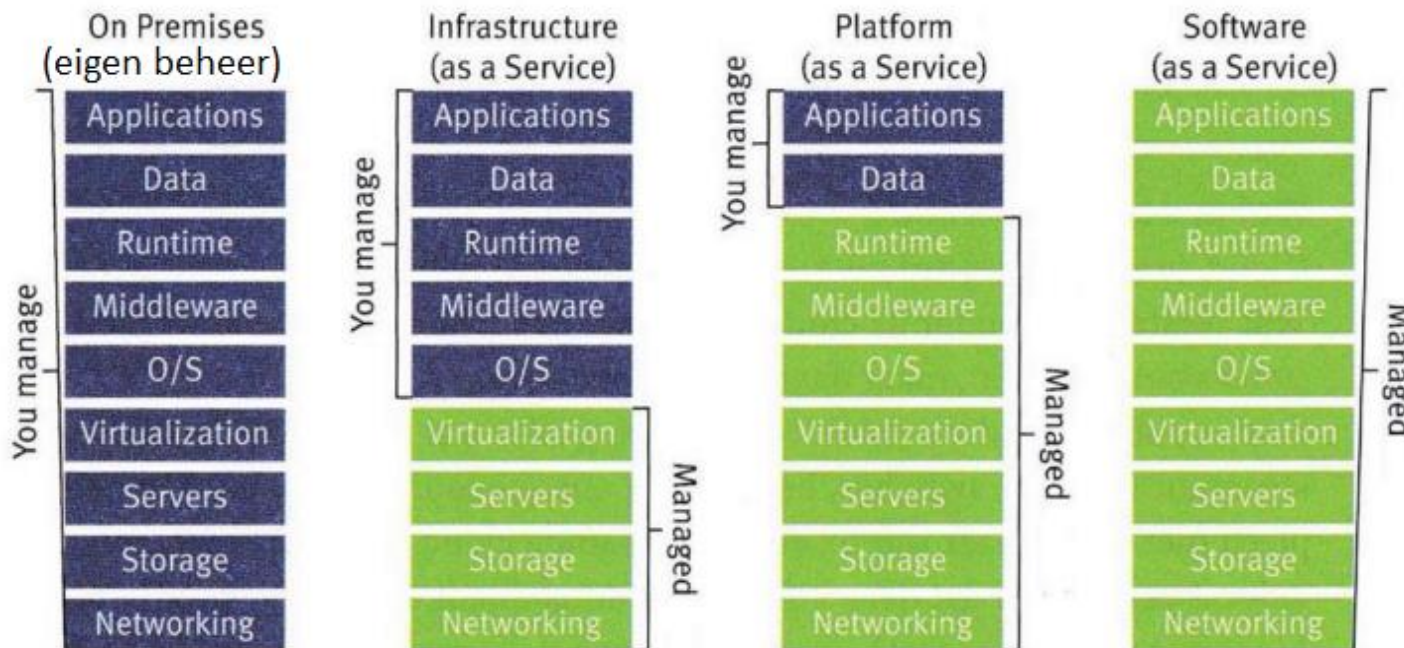 On Premises
(eigen beheer)
You manage
Applications
Data
Runtime
Middleware
O/S
Virtualization
Servers
Storage
Networking
Infrastructure
(as a Service)
You manage
Applications
Data
Runtime
Middleware
O/S
Virtualization
Servers
Storage
Networking
Managed
Platform
(as a Service)
You manage
Applications
Data
Runtime
Middleware
O/S
Virtualization
Servers
Storage
Networking
Managed
Software
(as a Service)
Applications
Data
Runtime
Middleware
O/S
Virtualization
Servers
Storage
Networking
Managed